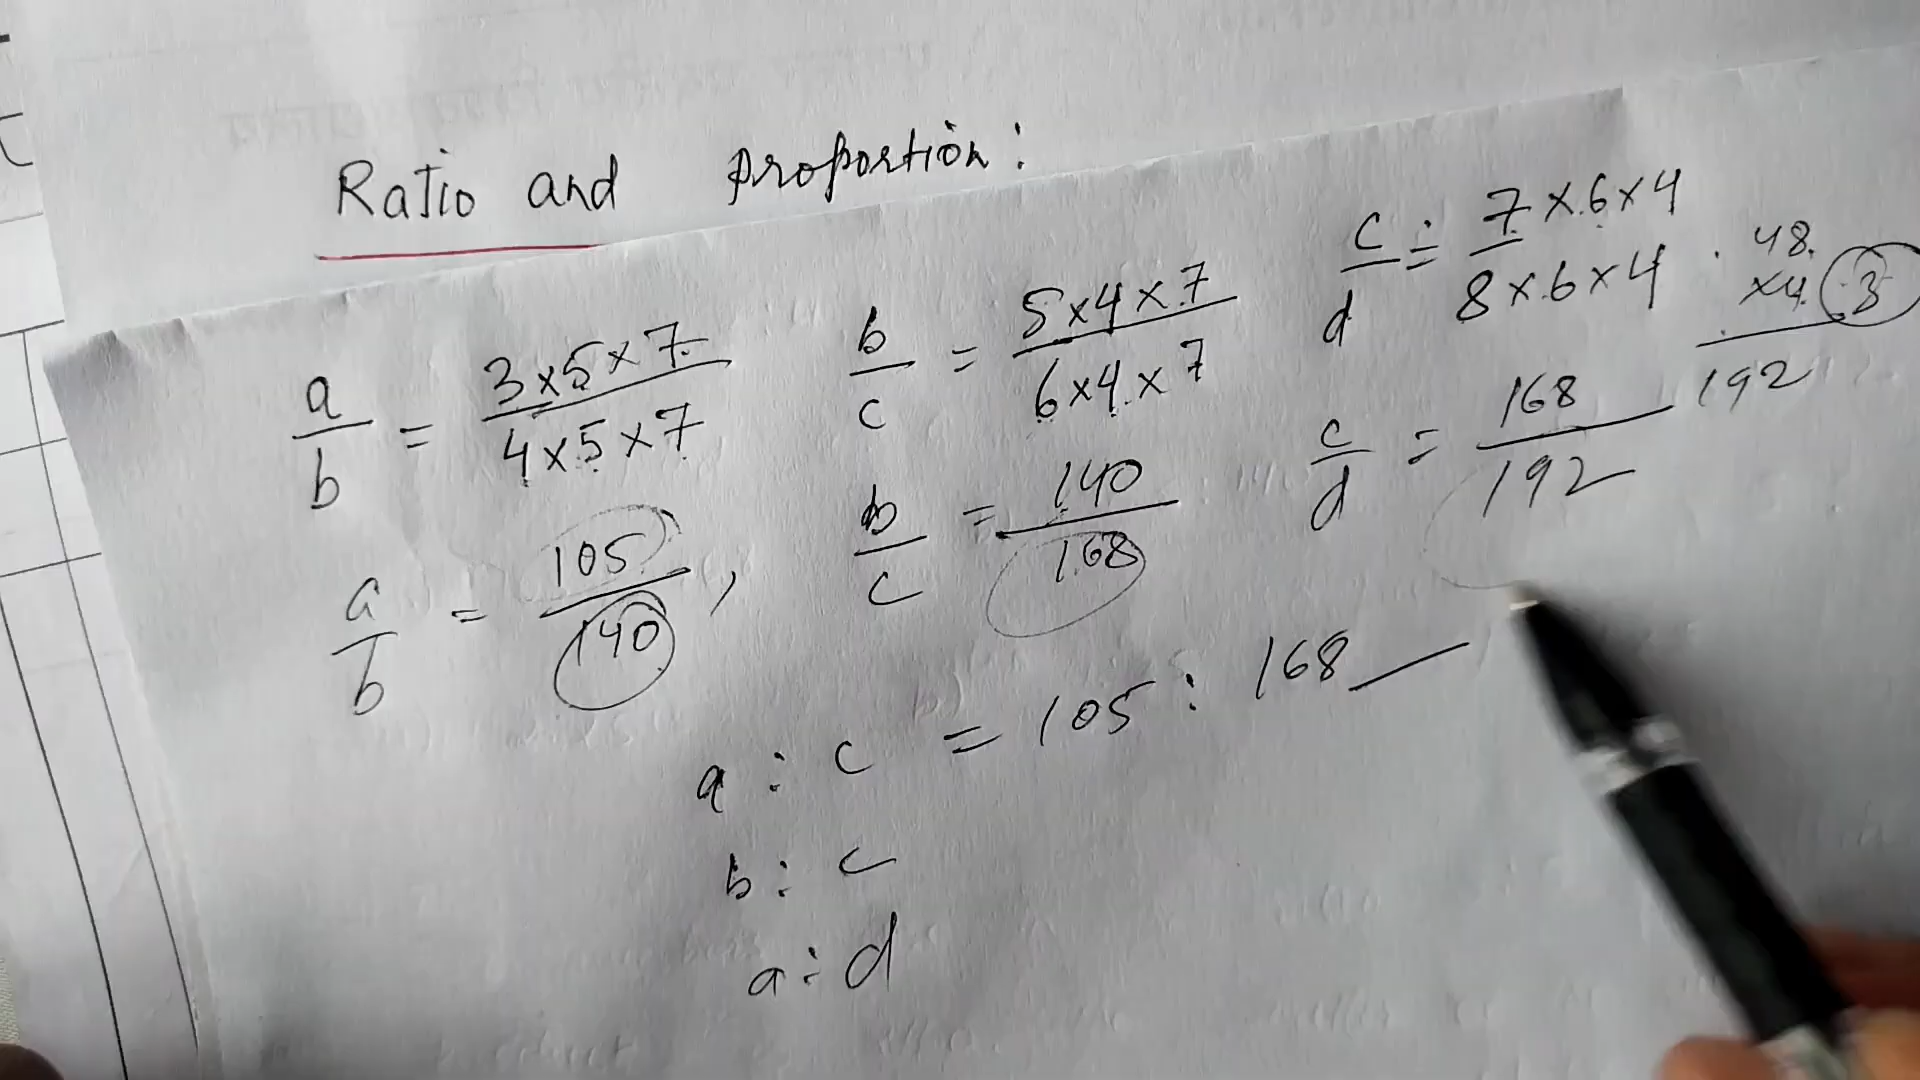 Ratio and proportion:
a/b = 3×5×7/4×5×7
b/c = 5×4×7/6×4×7
c/d = 7×6×4/8×6×4
48
×4 3
192
a/b = 105/140,
b/c = 140/168
c/d = 168/192
a : c = 105 : 168
b : c
a : d